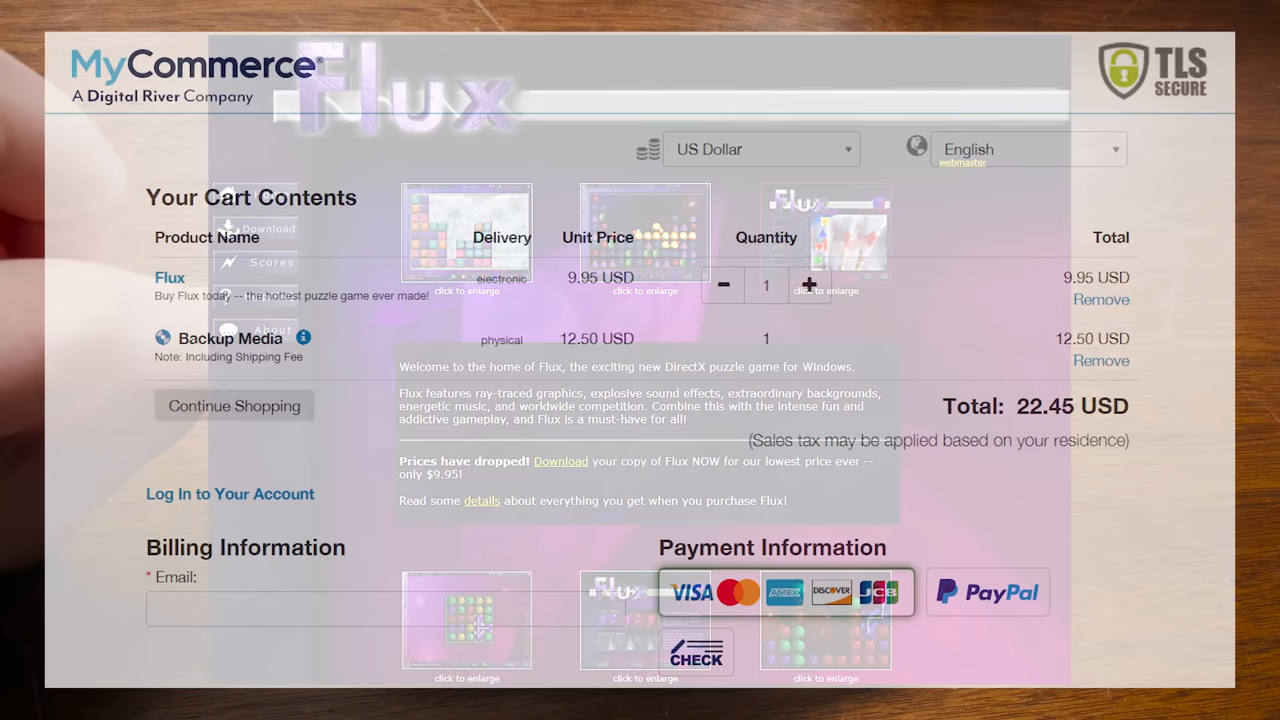 MyCommerce®
A Digital River Company
Flux
TLS
SECURE
US Dollar
English
webmaster
Your Cart Contents
Download
Product Name
Delivery
Unit Price
Quantity
Total
Scores
Flux
electronic
9.95 USD
1
9.95 USD
Buy Flux today -- the hottest puzzle game ever made!
Remove
click to enlarge
click to enlarge
click to enlarge
About
Backup Media
physical
12.50 USD
1
12.50 USD
Note: Including Shipping Fee
Remove
Welcome to the home of Flux, the exciting new DirectX puzzle game for Windows.
Flux features ray-traced graphics, explosive sound effects, extraordinary backgrounds,
energetic music, and worldwide competition. Combine this with the intense fun and
addictive gameplay, and Flux is a must-have for all!
Continue Shopping
Total: 22.45 USD
(Sales tax may be applied based on your residence)
Prices have dropped! Download your copy of Flux NOW for our lowest price ever --
only $9.95!
Read some details about everything you get when you purchase Flux!
Log In to Your Account
Billing Information
Payment Information
* Email:
VISA
AMEX
DISCOVER
JCB
PayPal
Flux
CHECK
click to enlarge
click to enlarge
click to enlarge